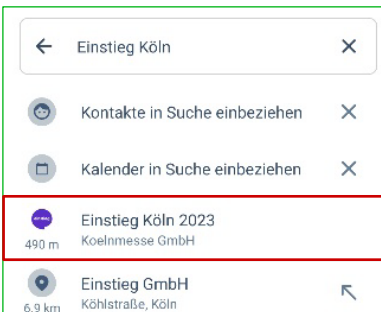 Einstieg Köln
Kontakte in Suche einbeziehen
Kalender in Suche einbeziehen
Einstieg Köln 2023
490 m
Koelnmesse GmbH
Einstieg GmbH
6,9 km
Köhlstraße, Köln